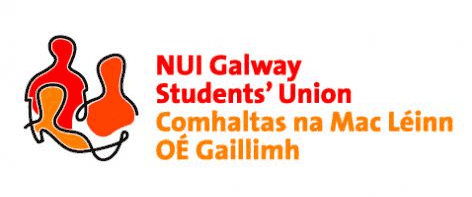 NUI Galway
Students’ Union
Comhaltas na Mac Léinn
OÉ Gaillimh